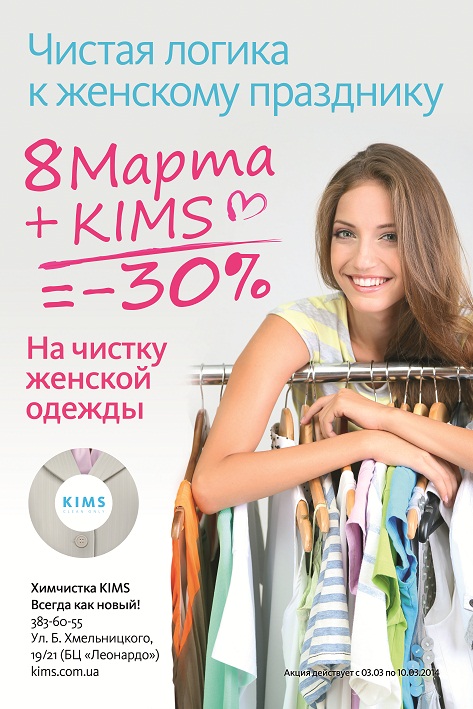 Чистая логика
к женскому празднику
8 Марта
+ KIMS
= -30%
На чистку
женской
одежды
KIMS
CLEAN ONLY
Химчистка KIMS
Всегда как новый!
383-60-55
Ул. Б. Хмельницкого,
19/21 (БЦ «Леонардо»)
kims.com.ua
Акция действует с 03.03 по 10.03.2014